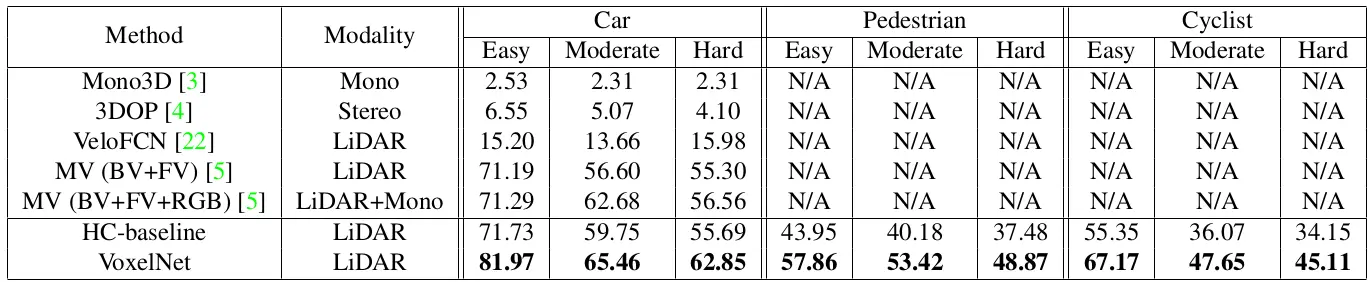 Method Modality Car Pedestrian Cyclist
Easy Moderate Hard Easy Moderate Hard Easy Moderate Hard
Mono3D [3] Mono 2.53 2.31 2.31 N/A N/A N/A N/A N/A N/A
3DOP [4] Stereo 6.55 5.07 4.10 N/A N/A N/A N/A N/A N/A
VeloFCN [22] LiDAR 15.20 13.66 15.98 N/A N/A N/A N/A N/A N/A
MV (BV+FV) [5] LiDAR 71.19 56.60 55.30 N/A N/A N/A N/A N/A N/A
MV (BV+FV+RGB) [5] LiDAR+Mono 71.29 62.68 56.56 N/A N/A N/A N/A N/A N/A
HC-baseline LiDAR 71.73 59.75 55.69 43.95 40.18 37.48 55.35 36.07 34.15
VoxelNet LiDAR 81.97 65.46 62.85 57.86 53.42 48.87 67.17 47.65 45.11